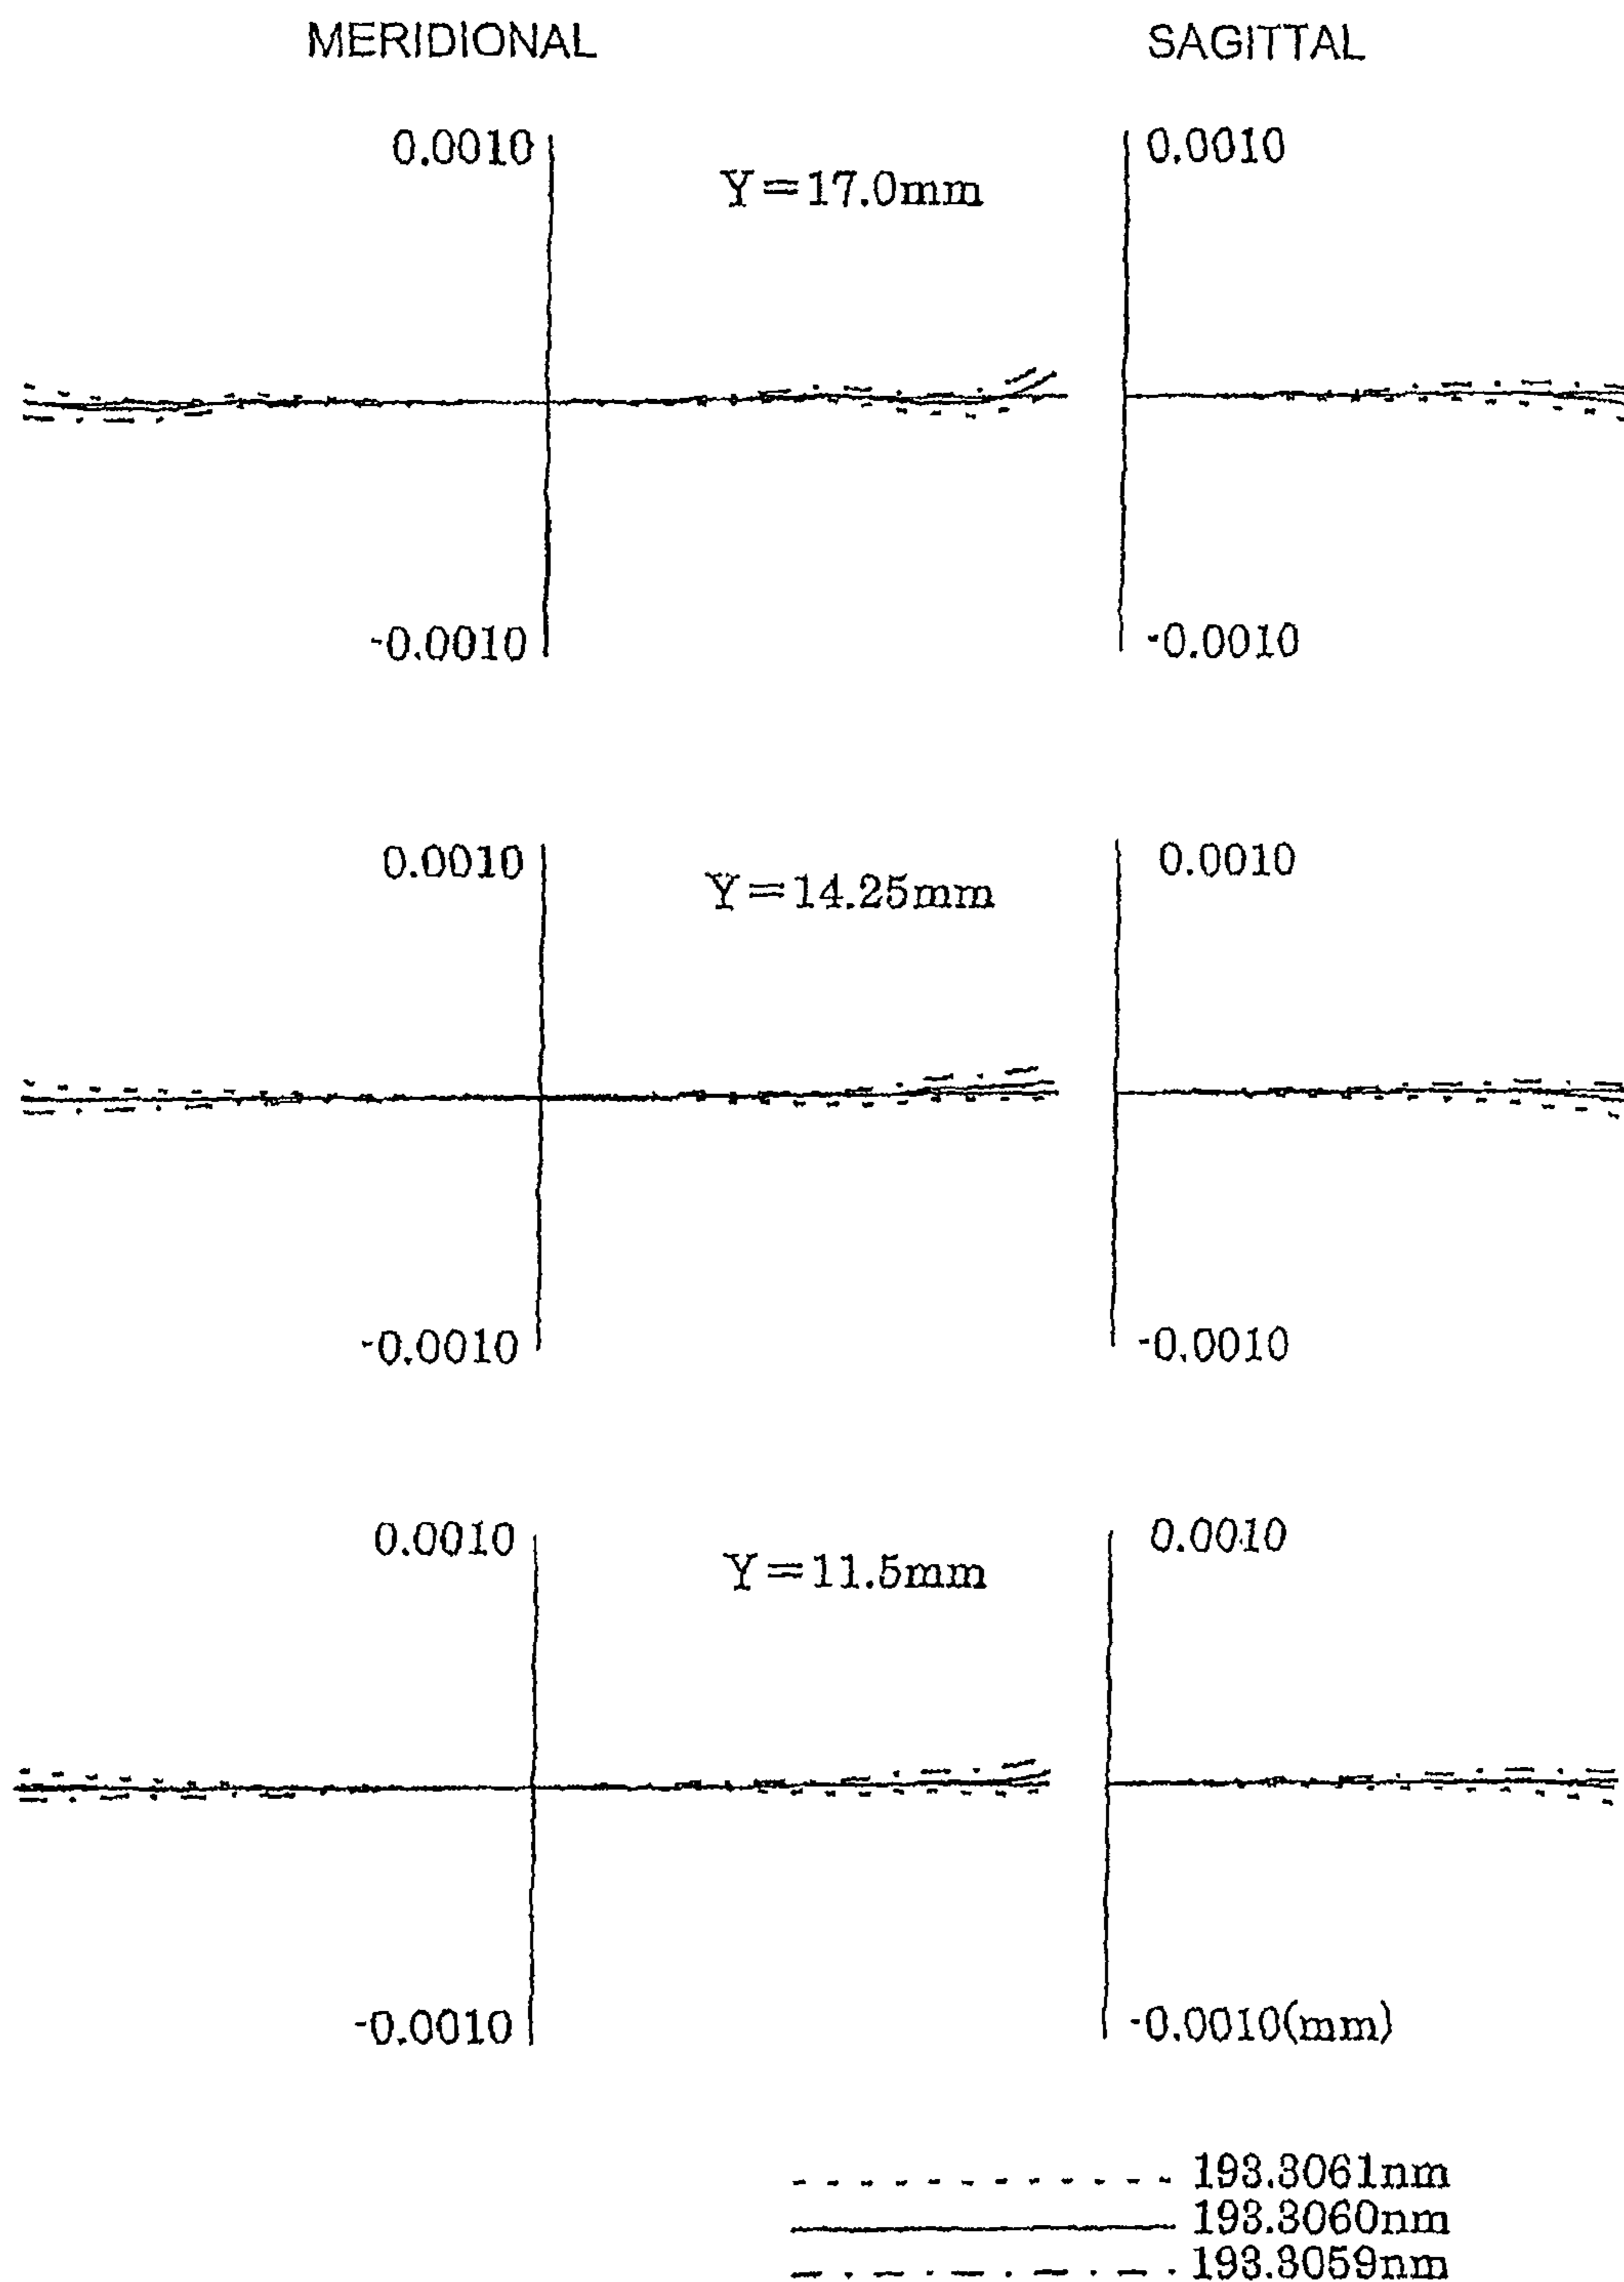 MERIDIONAL SAGITTAL
0.0010 0.0010
Y=17.0mm
-0.0010 -0.0010
0.0010 0.0010
Y=14.25mm
-0.0010 -0.0010
0.0010 0.0010
Y=11.5mm
-0.0010 -0.0010(mm)
193.3061nm
193.3060nm
193.3059nm